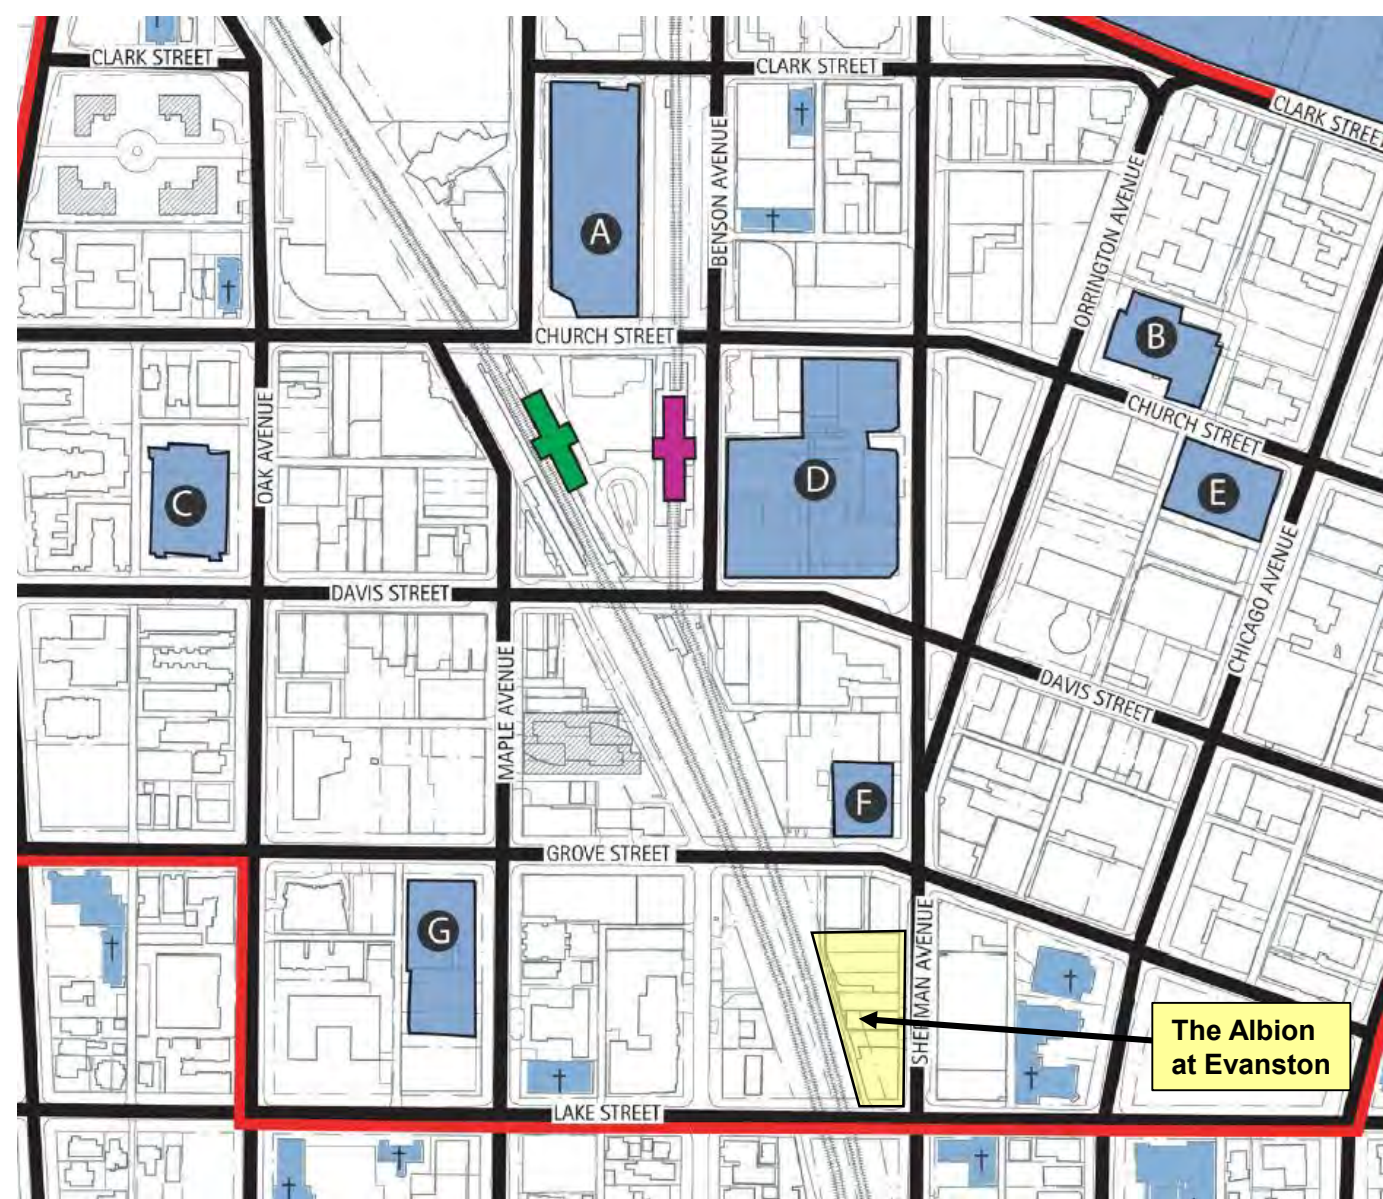 CLARK STREET
CLARK STREET
CLARK STREET
BENSON AVENUE
ORRINGTON AVENUE
A
B
CHURCH STREET
CHURCH STREET
OAK AVENUE
C
D
E
CHICAGO AVENUE
DAVIS STREET
DAVIS STREET
MAPLE AVENUE
F
GROVE STREET
G
SHERMAN AVENUE
The Albion
at Evanston
LAKE STREET